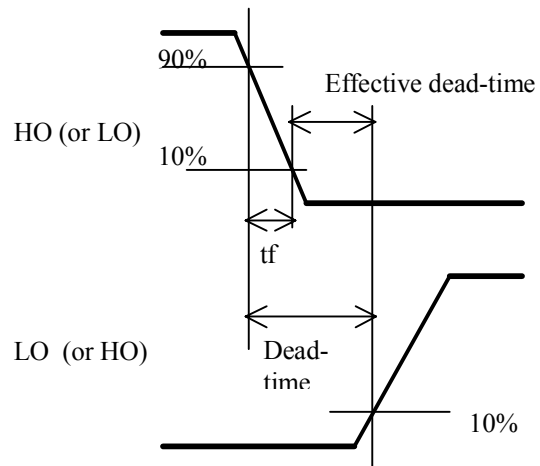 90%
Effective dead-time
HO (or LO)
10%
tf
LO (or HO)
Dead-
time
10%